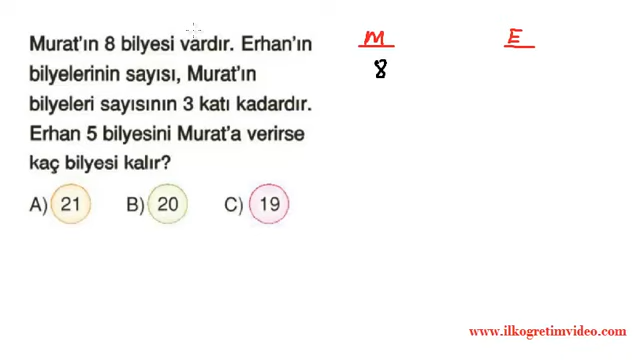 Murat'ın 8 bilyesi vardır. Erhan'ın
bilyelerinin sayısı, Murat'ın
bilyeleri sayısının 3 katı kadardır.
Erhan 5 bilyesini Murat'a verirse
kaç bilyesi kalır?
A) 21 B) 20 C) 19
M E
8
www.ilkogretimvideo.com